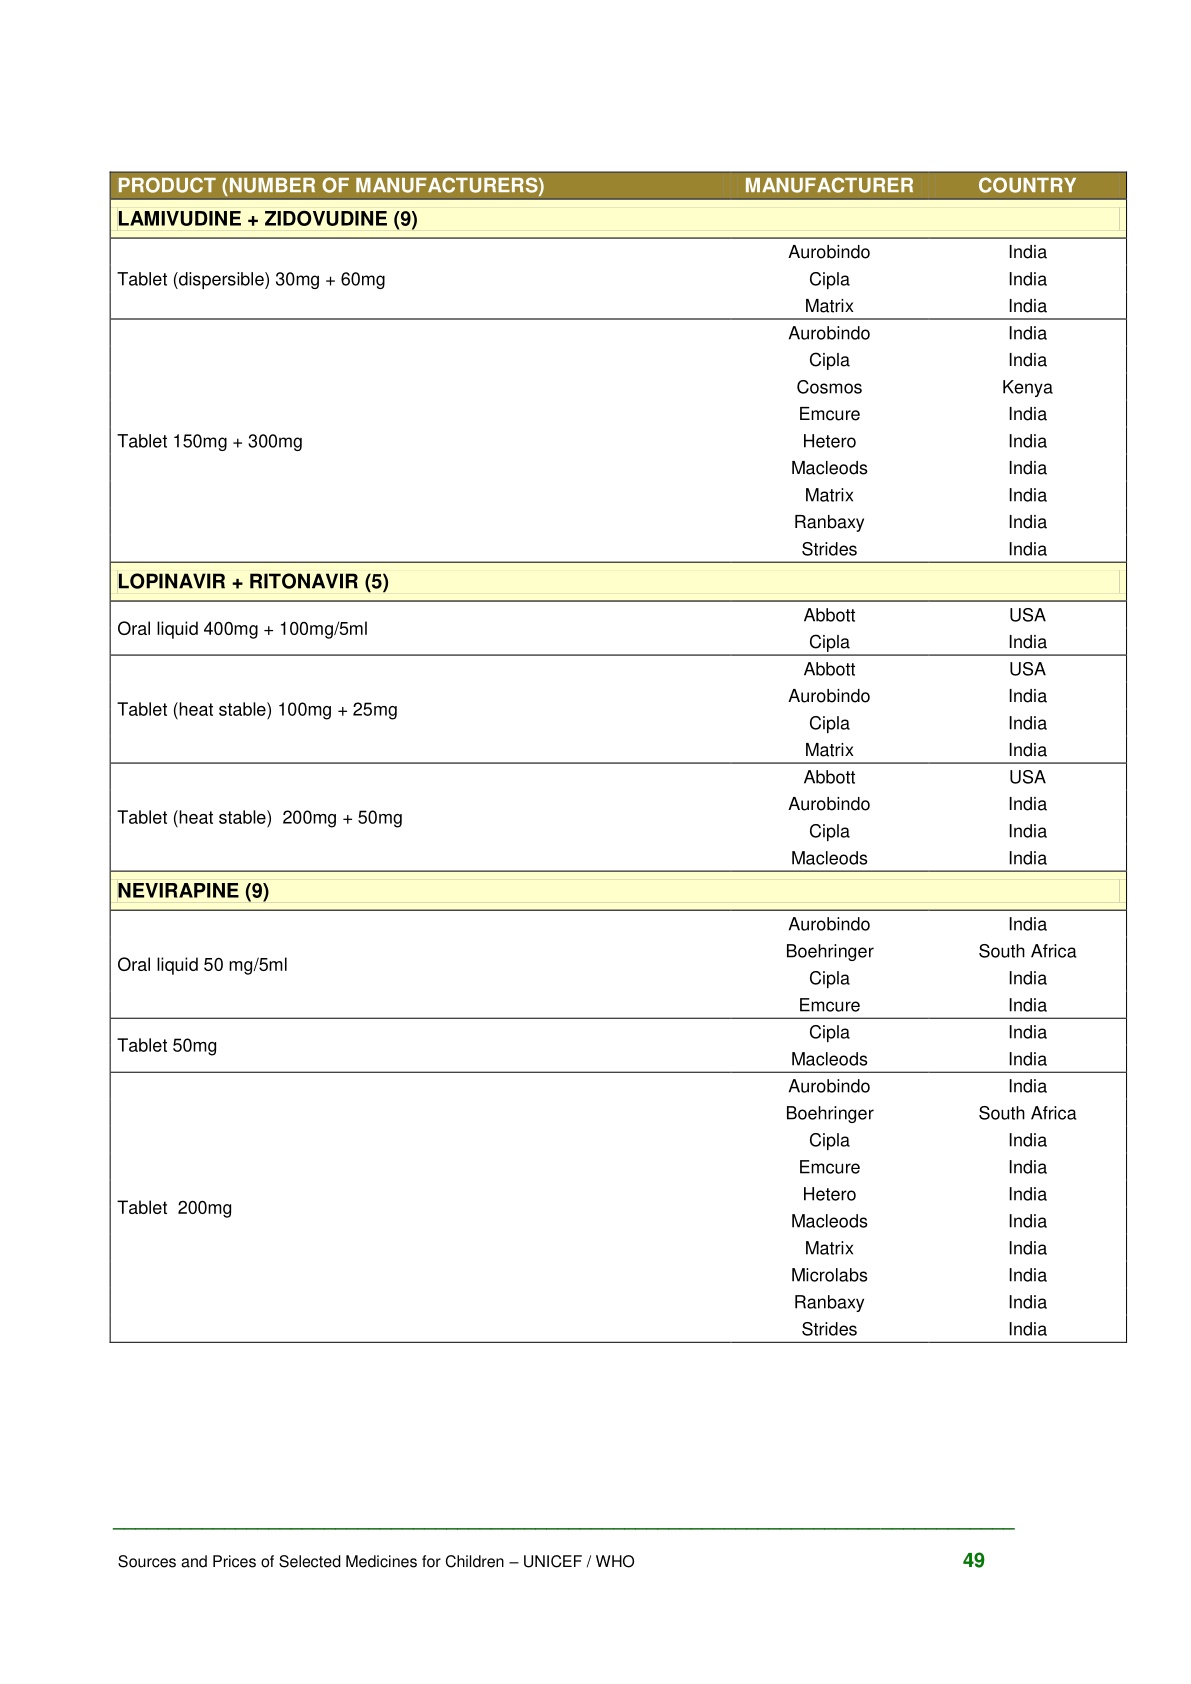 PRODUCT (NUMBER OF MANUFACTURERS) MANUFACTURER COUNTRY
LAMIVUDINE + ZIDOVUDINE (9)
Tablet (dispersible) 30mg + 60mg
Aurobindo India
Cipla India
Matrix India
Tablet 150mg + 300mg
Aurobindo India
Cipla India
Cosmos Kenya
Emcure India
Hetero India
Macleods India
Matrix India
Ranbaxy India
Strides India
LOPINAVIR + RITONAVIR (5)
Oral liquid 400mg + 100mg/5ml
Abbott USA
Cipla India
Tablet (heat stable) 100mg + 25mg
Abbott USA
Aurobindo India
Cipla India
Matrix India
Tablet (heat stable)  200mg + 50mg
Abbott USA
Aurobindo India
Cipla India
Macleods India
NEVIRAPINE (9)
Oral liquid 50 mg/5ml
Aurobindo India
Boehringer South Africa
Cipla India
Emcure India
Tablet 50mg
Cipla India
Macleods India
Tablet  200mg
Aurobindo India
Boehringer South Africa
Cipla India
Emcure India
Hetero India
Macleods India
Matrix India
Microlabs India
Ranbaxy India
Strides India
Sources and Prices of Selected Medicines for Children – UNICEF / WHO 49